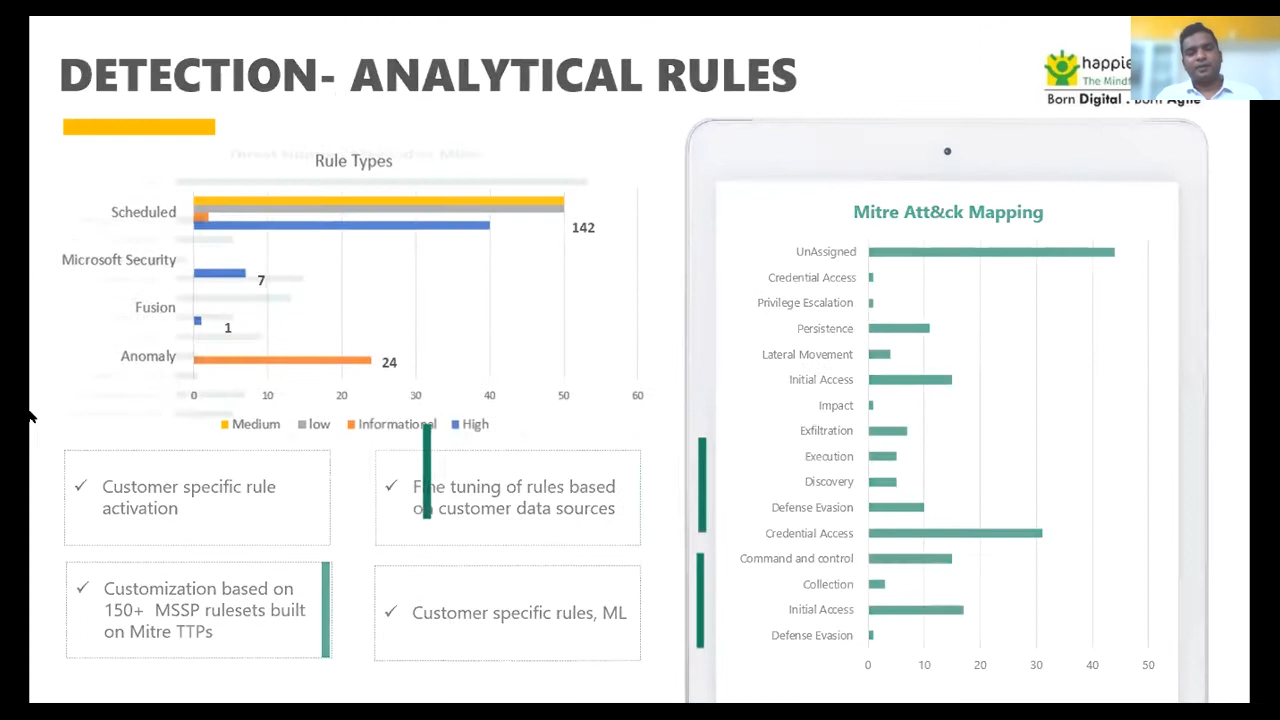 DETECTION- ANALYTICAL RULES
happie
The Mindf
Born Digital . Born Agile
Rule Types
Scheduled
142
Microsoft Security
7
Fusion
1
Anomaly
24
0 10 20 30 40 50 60
Medium low Informational High
Customer specific rule
activation
Fine tuning of rules based
on customer data sources
Customization based on
150+ MSSP rulesets built
on Mitre TTPs
Customer specific rules, ML
Mitre Att&ck Mapping
UnAssigned
Credential Access
Privilege Escalation
Persistence
Lateral Movement
Initial Access
Impact
Exfiltration
Execution
Discovery
Defense Evasion
Credential Access
Command and control
Collection
Initial Access
Defense Evasion
0 10 20 30 40 50